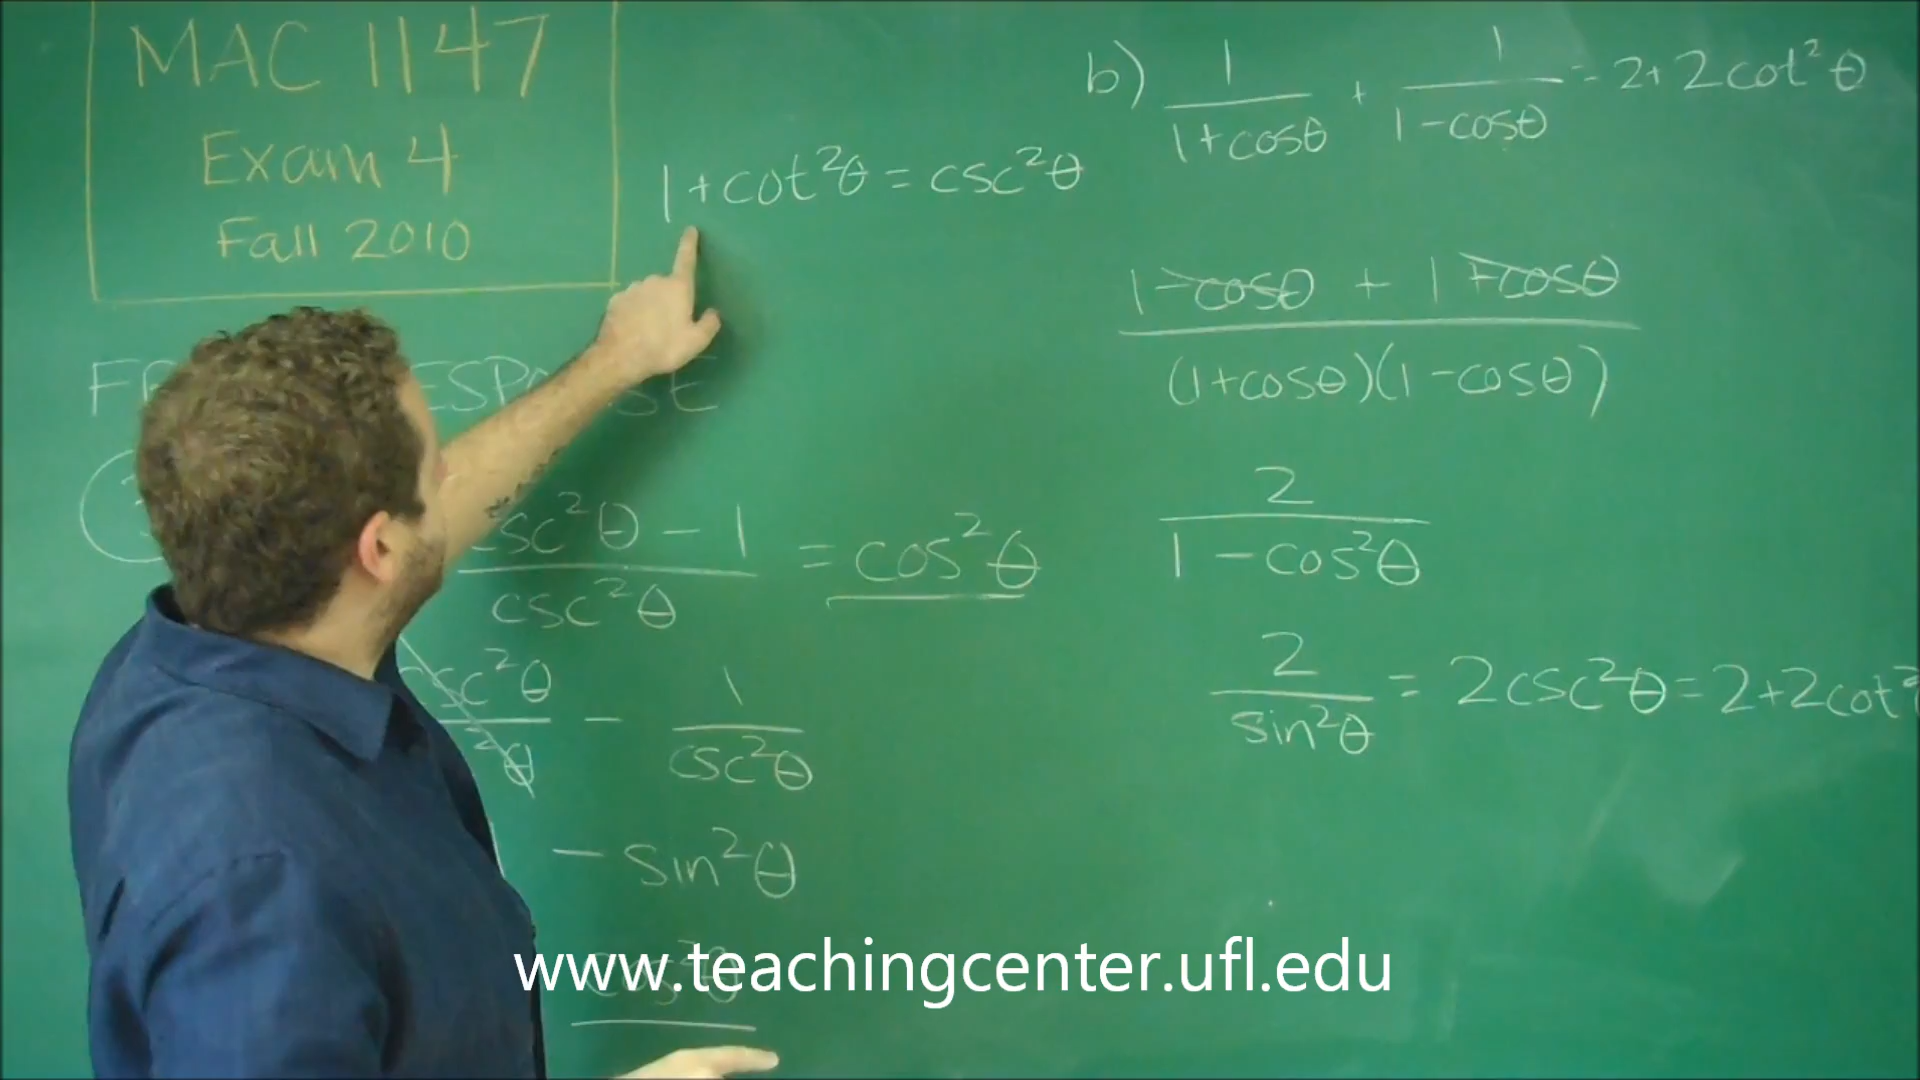 MAC 1147
Exam 4
Fall 2010
1+cot²θ = csc²θ
csc²θ - 1
csc²θ
= cos²θ
1
csc²θ
- sin²θ
cos²θ
b) 1/(1+cosθ) + 1/(1-cosθ) = 2+2cot²θ
1-cosθ + 1+cosθ
(1+cosθ)(1-cosθ)
2
1-cos²θ
2/sin²θ = 2csc²θ = 2+2cot²
www.teachingcenter.ufl.edu